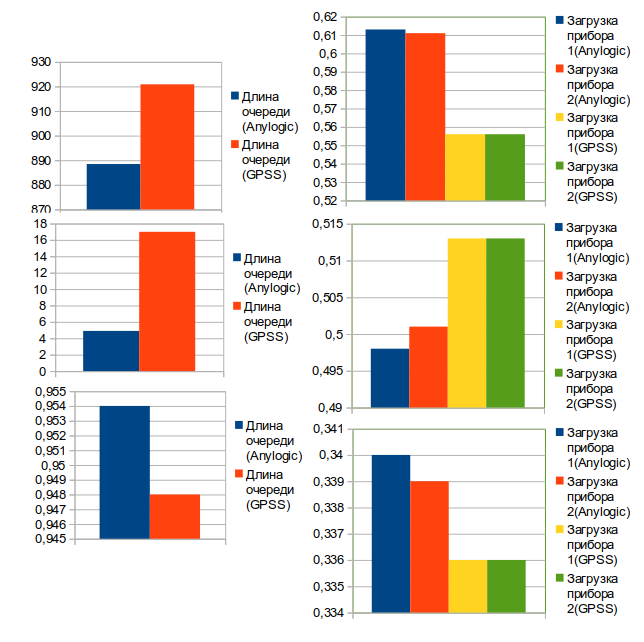 930
920
910
900
890
880
870
Длина
очереди
(Anylogic)
Длина
очереди
(GPSS)
0,62
0,61
0,6
0,59
0,58
0,57
0,56
0,55
0,54
0,53
0,52
Загрузка
прибора
1(Anylogic)
Загрузка
прибора
2(Anylogic)
Загрузка
прибора
1(GPSS)
Загрузка
прибора
2(GPSS)
18
16
14
12
10
8
6
4
2
0
Длина
очереди
(Anylogic)
Длина
очереди
(GPSS)
0,515
0,51
0,505
0,5
0,495
0,49
Загрузка
прибора
1(Anylogic)
Загрузка
прибора
2(Anylogic)
Загрузка
прибора
1(GPSS)
Загрузка
прибора
2(GPSS)
0,955
0,954
0,953
0,952
0,951
0,95
0,949
0,948
0,947
0,946
0,945
Длина
очереди
(Anylogic)
Длина
очереди
(GPSS)
0,341
0,34
0,339
0,338
0,337
0,336
0,335
0,334
Загрузка
прибора
1(Anylogic)
Загрузка
прибора
2(Anylogic)
Загрузка
прибора
1(GPSS)
Загрузка
прибора
2(GPSS)